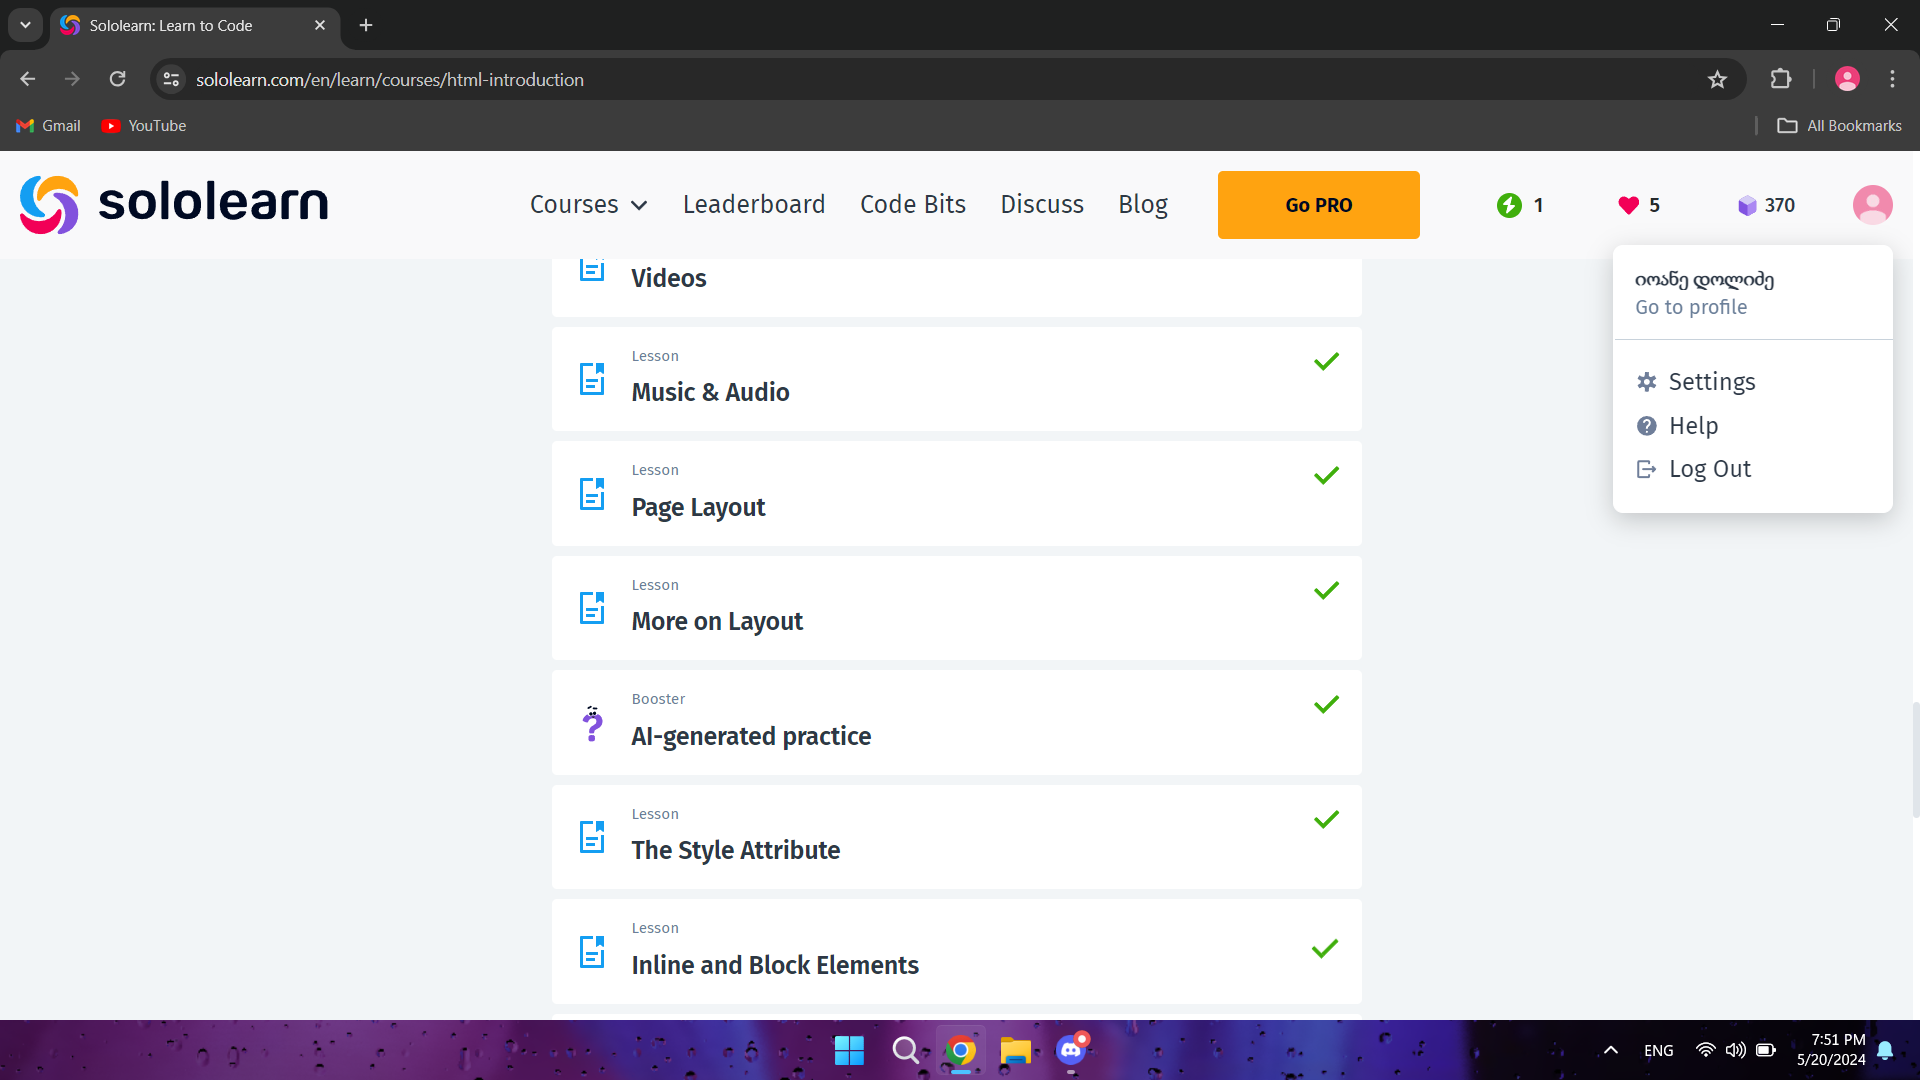 Sololearn: Learn to Code
sololearn.com/en/learn/courses/html-introduction
Gmail
YouTube
All Bookmarks
sololearn
Courses
Leaderboard
Code Bits
Discuss
Blog
Go PRO
1
5
370
იოანე დოლიძე
Go to profile
Settings
Help
Log Out
Videos
Lesson
Music & Audio
Lesson
Page Layout
Lesson
More on Layout
Booster
AI-generated practice
Lesson
The Style Attribute
Lesson
Inline and Block Elements
ENG
7:51 PM
5/20/2024